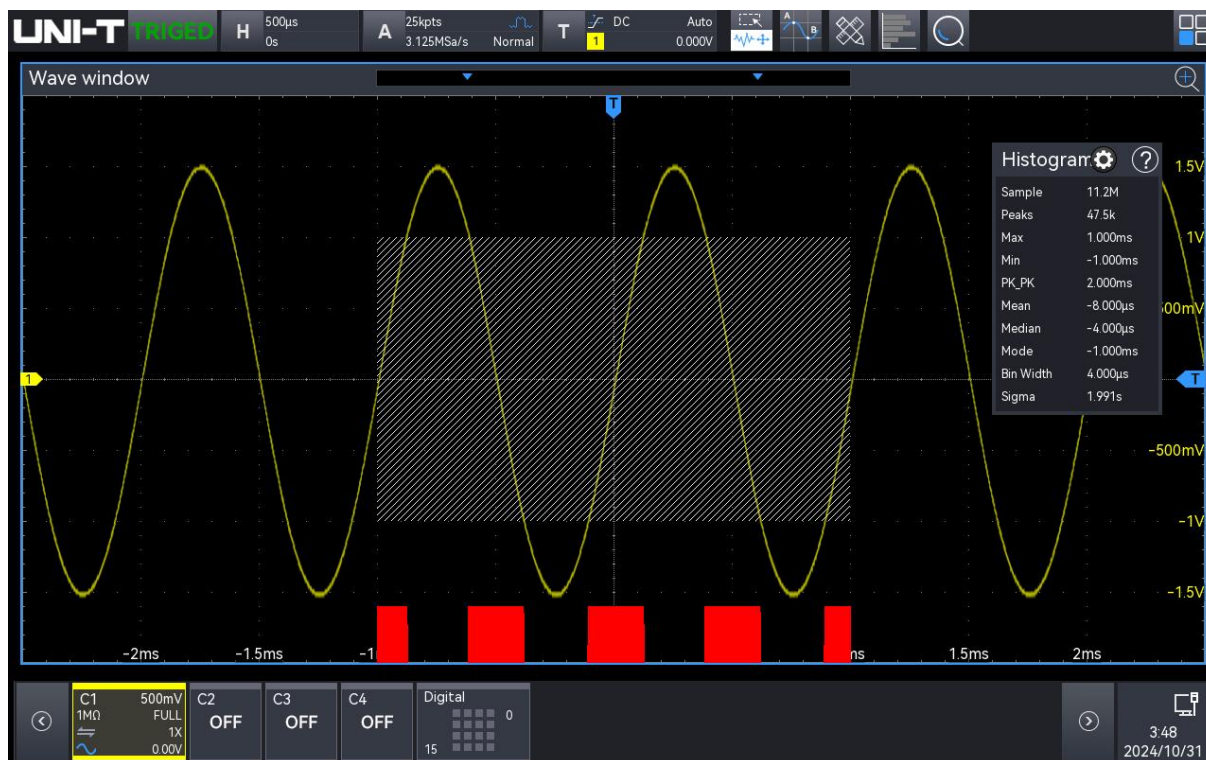 UNI-T TRIGED H 500µs 0s A 25kpts 3.125MSa/s Normal T DC 1 Auto 0.000V A B
Wave window
T
Histogram ?
Sample 11.2M
Peaks 47.5k
Max 1.000ms
Min -1.000ms
PK_PK 2.000ms
Mean -8.000µs
Median -4.000µs
Mode -1.000ms
Bin Width 4.000µs
Sigma 1.991s
1.5V
1V
500mV
1
T
-500mV
-1V
-1.5V
-2ms -1.5ms -1 ms 1.5ms 2ms
C1 500mV
1MΩ FULL
1X
0.00V
C2
OFF
C3
OFF
C4
OFF
Digital
0
15
3:48
2024/10/31